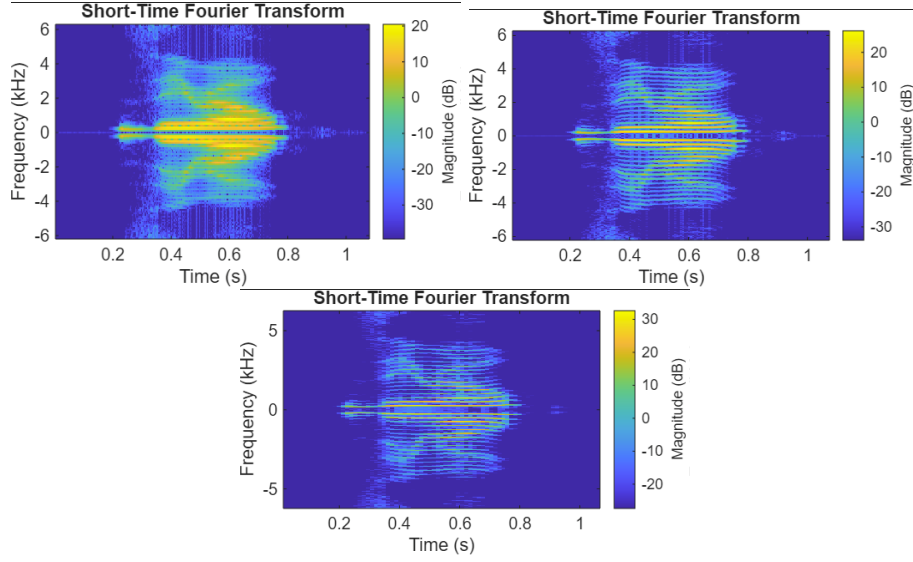 Short-Time Fourier Transform
6
4
2
0
-2
-4
-6
Frequency (kHz)
0.2 0.4 0.6 0.8 1
Time (s)
20
10
0
-10
-20
-30
Magnitude (dB)
Short-Time Fourier Transform
6
4
2
0
-2
-4
-6
Frequency (kHz)
0.2 0.4 0.6 0.8 1
Time (s)
20
10
0
-10
-20
-30
Magnitude (dB)
Short-Time Fourier Transform
5
0
-5
Frequency (kHz)
0.2 0.4 0.6 0.8 1
Time (s)
30
20
10
0
-10
-20
Magnitude (dB)